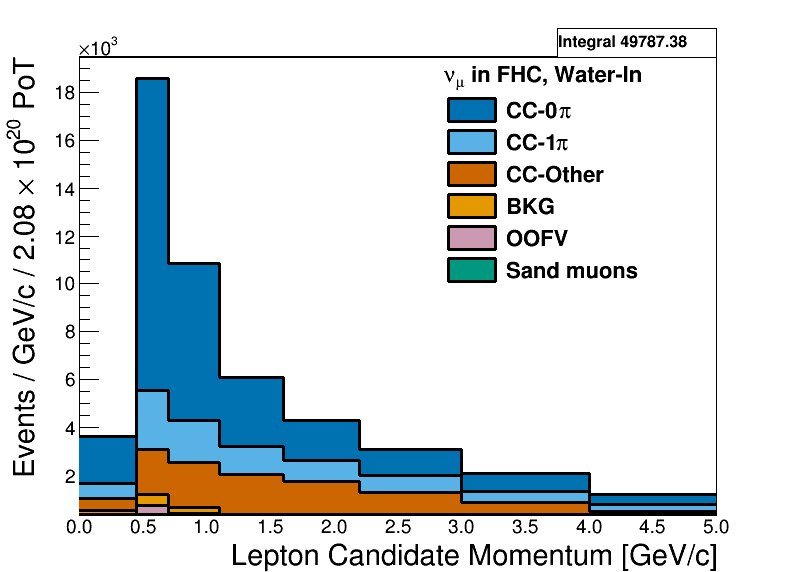 Integral 49787.38
×10³
ν_μ in FHC, Water-In
CC-0π
CC-1π
CC-Other
BKG
OOFV
Sand muons
18
16
14
12
10
8
6
4
2
0.0 0.5 1.0 1.5 2.0 2.5 3.0 3.5 4.0 4.5 5.0
Lepton Candidate Momentum [GeV/c]
Events / GeV/c / 2.08 × 10²⁰ PoT